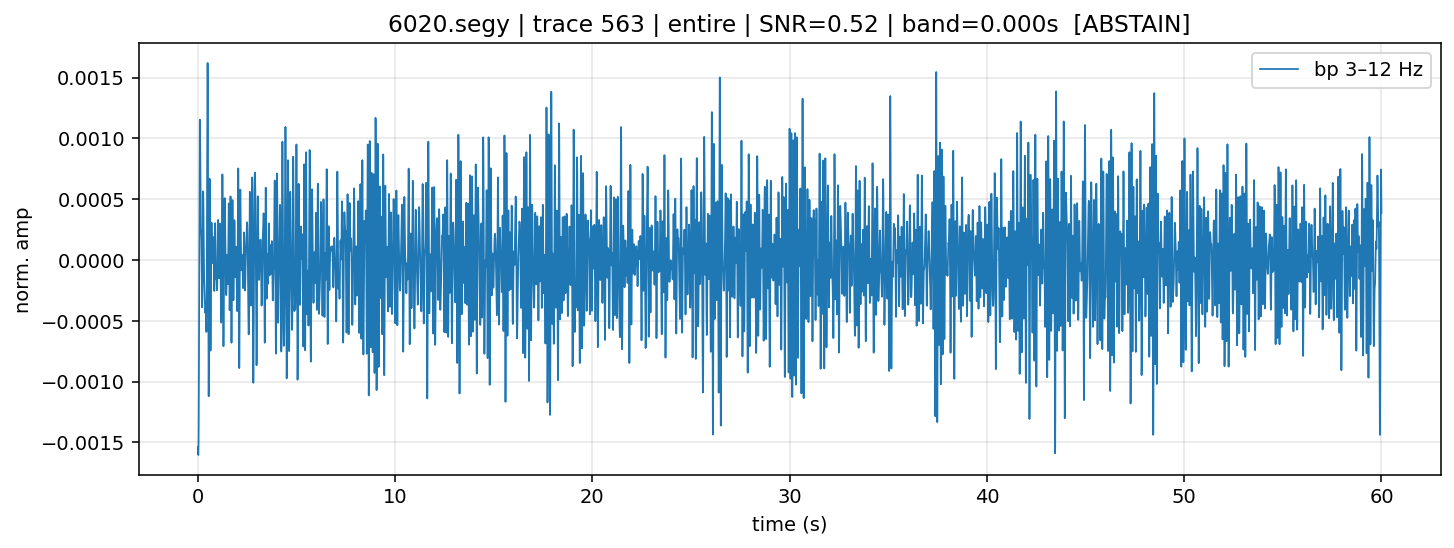 6020.segy | trace 563 | entire | SNR=0.52 | band=0.000s  [ABSTAIN]
bp 3–12 Hz
norm. amp
0.0015
0.0010
0.0005
0.0000
−0.0005
−0.0010
−0.0015
0 10 20 30 40 50 60
time (s)